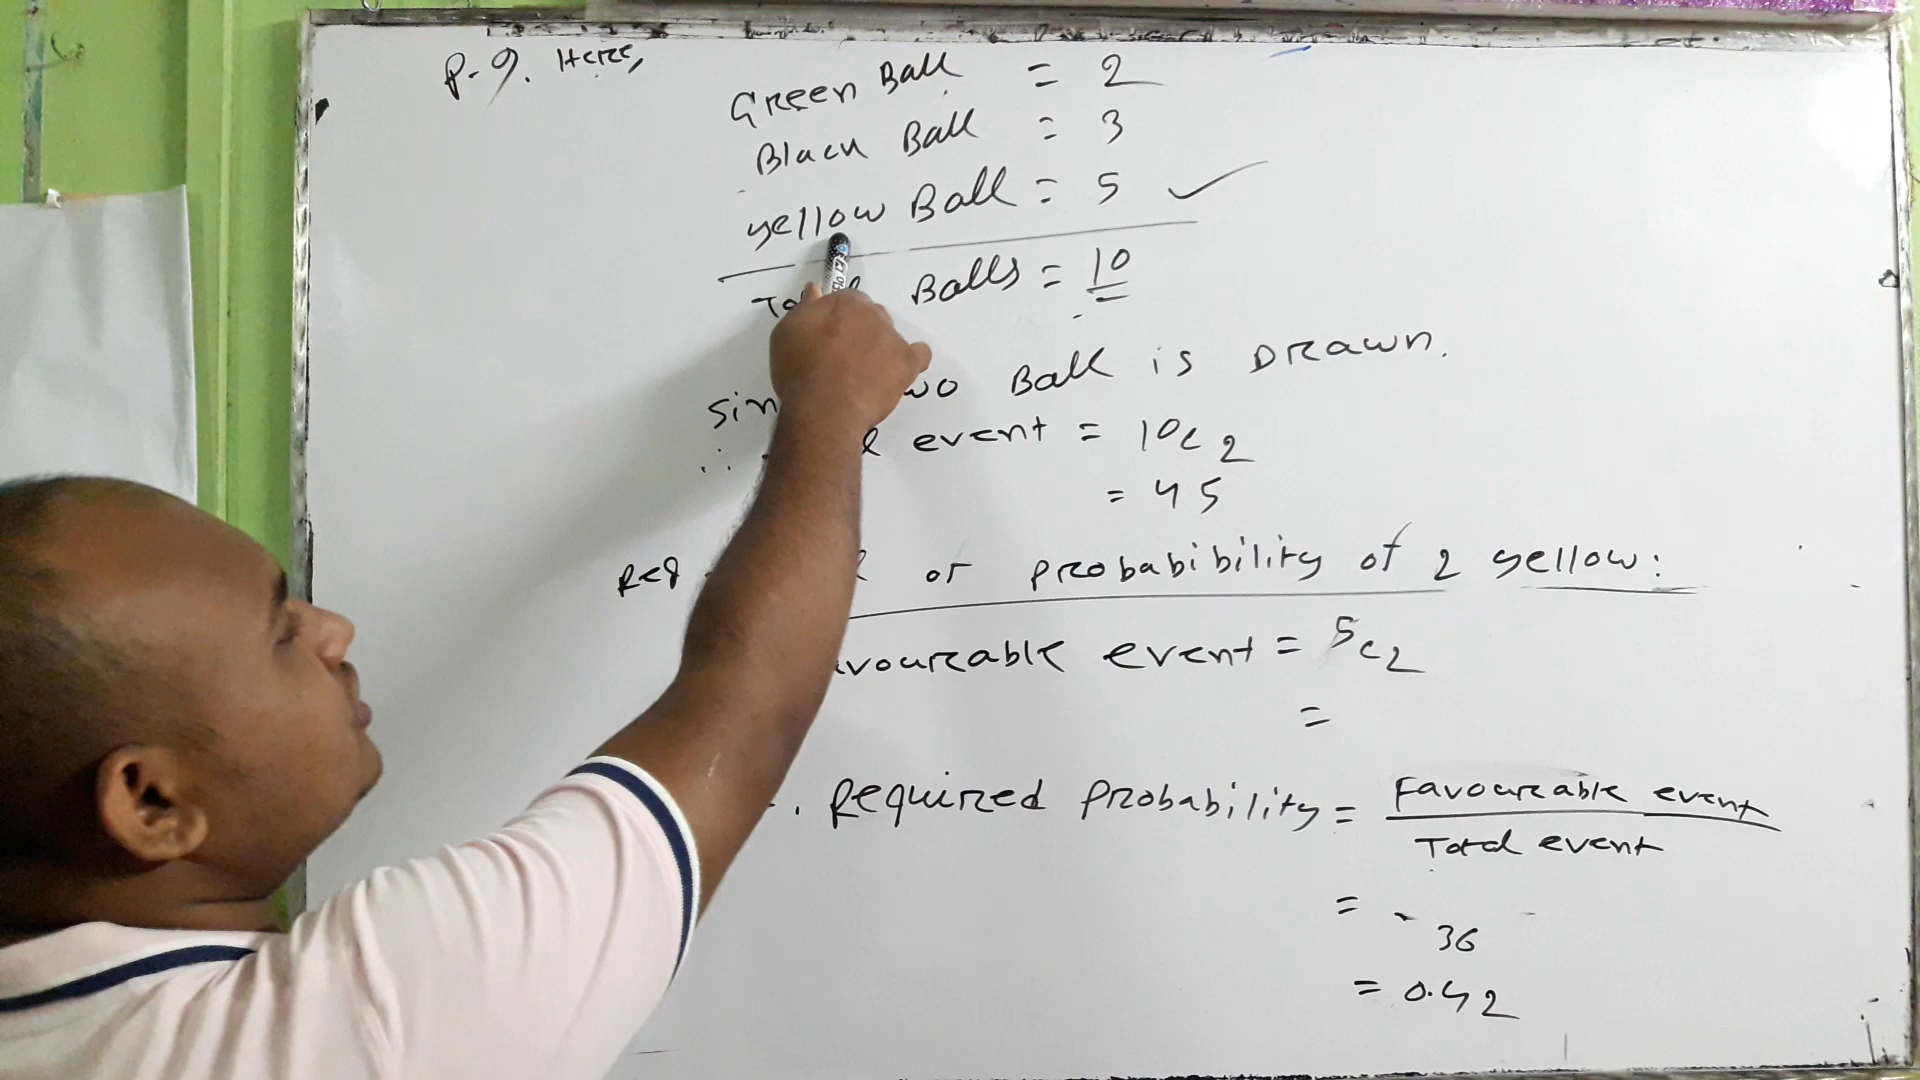 P-9. Here,
Green Ball = 2
Black Ball = 3
yellow Ball = 5 ✓
Balls = 10
Ball is Drawn.
event = 10c2
= 45
or probabibility of 2 yellow:
event = 5c2
=
Required Probability = Favourable event
Total event
=
36
= 0.42